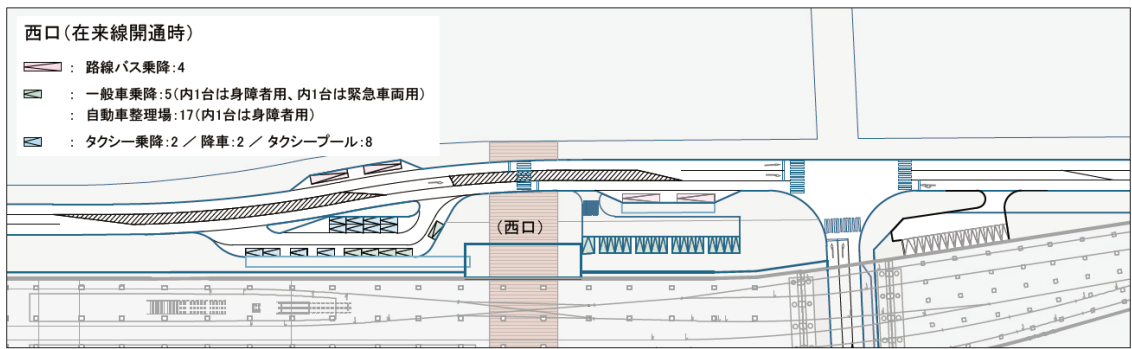 西口(在来線開通時)
: 路線バス乗降:4
: 一般車乗降:5(内1台は身障者用、内1台は緊急車両用)
: 自動車整理場:17(内1台は身障者用)
: タクシー乗降:2 / 降車:2 / タクシープール:8
(西口)